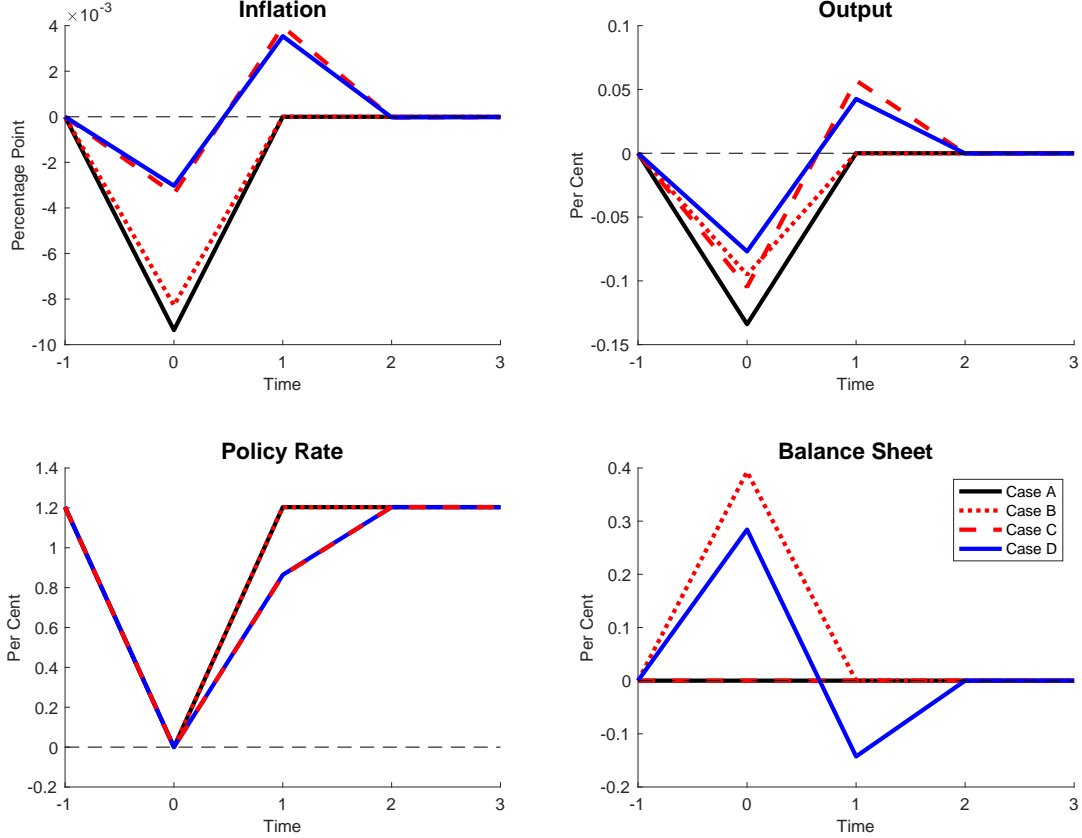 Inflation
×10-3
4
2
0
-2
-4
-6
-8
-10
Percentage Point
-1 0 1 2 3
Time
Output
0.1
0.05
0
-0.05
-0.1
-0.15
Per Cent
-1 0 1 2 3
Time
Policy Rate
1.4
1.2
1
0.8
0.6
0.4
0.2
0
-0.2
Per Cent
-1 0 1 2 3
Time
Balance Sheet
0.4
0.3
0.2
0.1
0
-0.1
-0.2
Per Cent
Case A
Case B
Case C
Case D
-1 0 1 2 3
Time